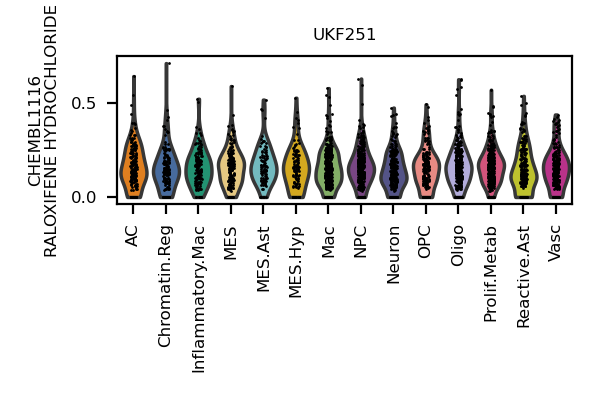 UKF251
CHEMBL1116
RALOXIFENE HYDROCHLORIDE
0.5
0.0
AC
Chromatin.Reg
Inflammatory.Mac
MES
MES.Ast
MES.Hyp
Mac
NPC
Neuron
OPC
Oligo
Prolif.Metab
Reactive.Ast
Vasc